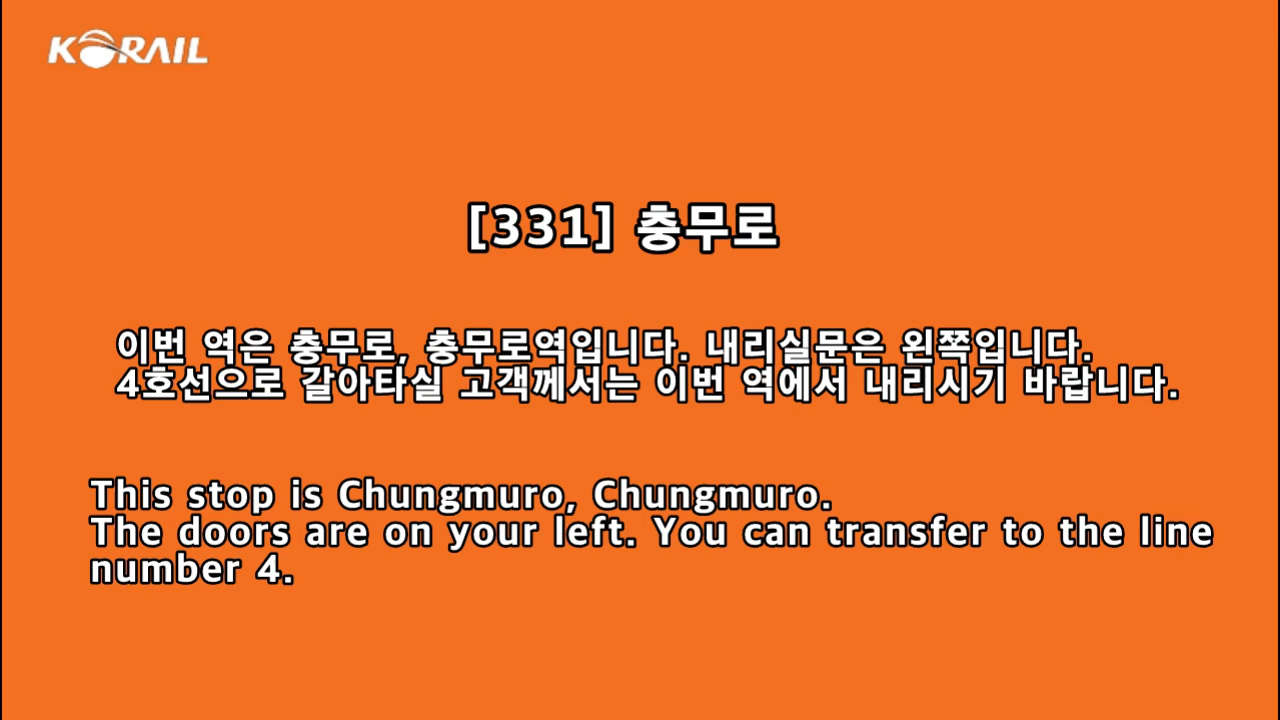 KORAIL
[331] 충무로
이번 역은 충무로, 충무로역입니다. 내리실문은 왼쪽입니다.
4호선으로 갈아타실 고객께서는 이번 역에서 내리시기 바랍니다.
This stop is Chungmuro, Chungmuro.
The doors are on your left. You can transfer to the line
number 4.